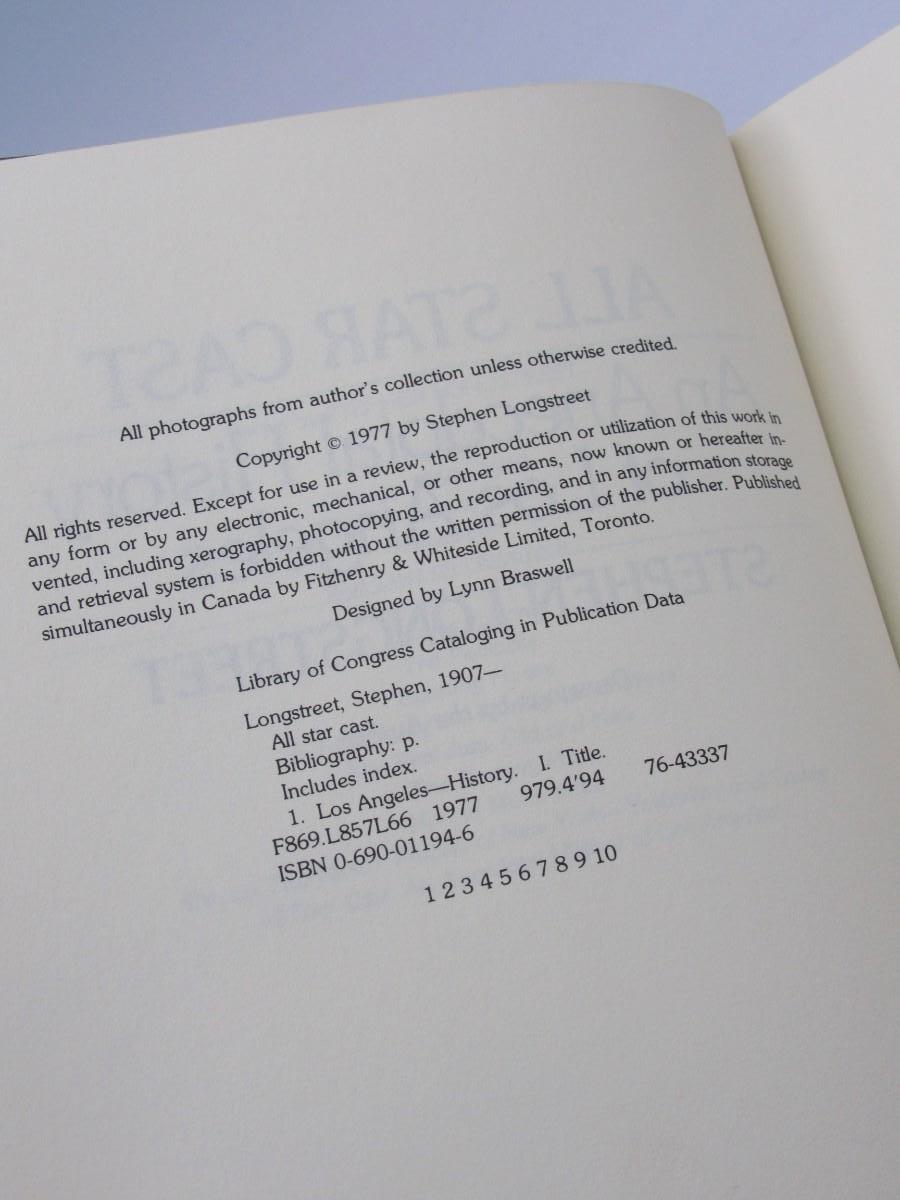 All photographs from author's collection unless otherwise credited.
Copyright © 1977 by Stephen Longstreet
All rights reserved. Except for use in a review, the reproduction or utilization of this work in
any form or by any electronic, mechanical, or other means, now known or hereafter in-
vented, including xerography, photocopying, and recording, and in any information storage
and retrieval system is forbidden without the written permission of the publisher. Published
simultaneously in Canada by Fitzhenry & Whiteside Limited, Toronto.
Designed by Lynn Braswell
Library of Congress Cataloging in Publication Data
Longstreet, Stephen, 1907—
All star cast.
Bibliography: p.
Includes index.
1. Los Angeles—History. I. Title.
F869.L857L66 1977 979.4'94 76-43337
ISBN 0-690-01194-6
1 2 3 4 5 6 7 8 9 10
ALL STAR CAST
STEPHEN LONGSTREET